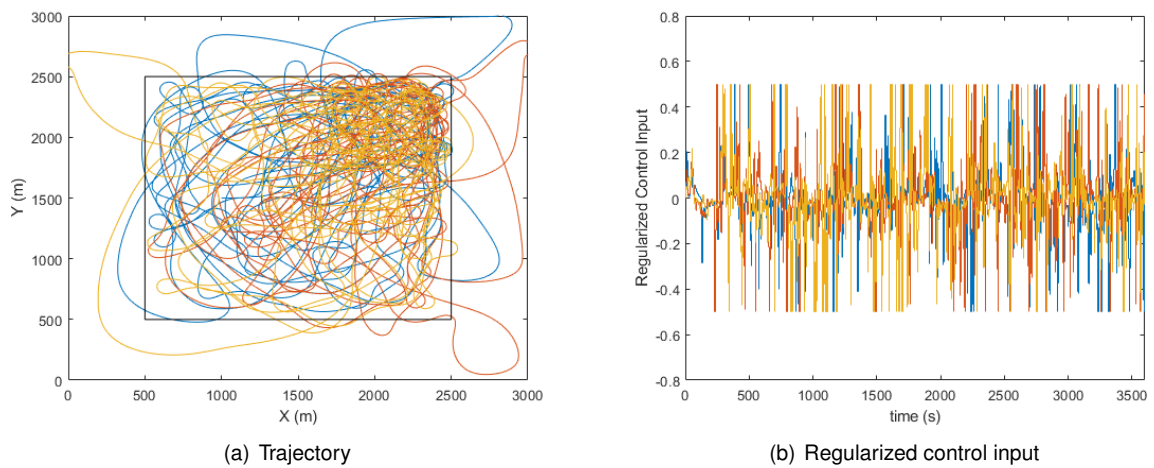 3000
2500
2000
1500
1000
500
0
Y (m)
0 500 1000 1500 2000 2500 3000
X (m)
(a) Trajectory
0.8
0.6
0.4
0.2
0
-0.2
-0.4
-0.6
-0.8
Regularized Control Input
0 500 1000 1500 2000 2500 3000 3500
time (s)
(b) Regularized control input